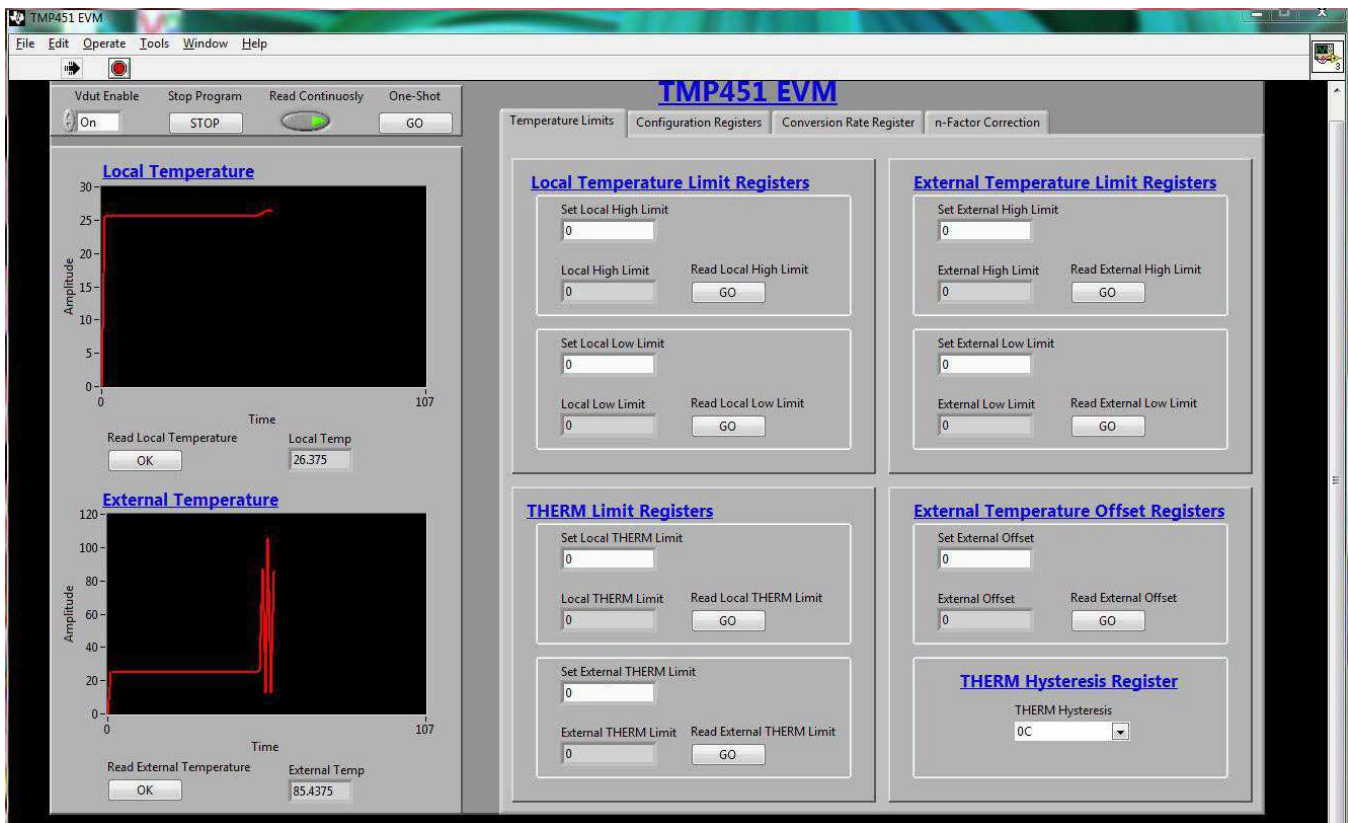 TMP451 EVM
File Edit Operate Tools Window Help
3
Vdut Enable Stop Program Read Continuosly One-Shot
On STOP GO
Local Temperature
30
25
20
15
10
5
0
Amplitude
0 107
Time
Read Local Temperature Local Temp
OK 26.375
External Temperature
120
100
80
60
40
20
0
Amplitude
0 107
Time
Read External Temperature External Temp
OK 85.4375
TMP451 EVM
Temperature Limits Configuration Registers Conversion Rate Register n-Factor Correction
Local Temperature Limit Registers
Set Local High Limit
0
Local High Limit Read Local High Limit
0 GO
Set Local Low Limit
0
Local Low Limit Read Local Low Limit
0 GO
External Temperature Limit Registers
Set External High Limit
0
External High Limit Read External High Limit
0 GO
Set External Low Limit
0
External Low Limit Read External Low Limit
0 GO
THERM Limit Registers
Set Local THERM Limit
0
Local THERM Limit Read Local THERM Limit
0 GO
Set External THERM Limit
0
External THERM Limit Read External THERM Limit
0 GO
External Temperature Offset Registers
Set External Offset
0
External Offset Read External Offset
0 GO
THERM Hysteresis Register
THERM Hysteresis
0C